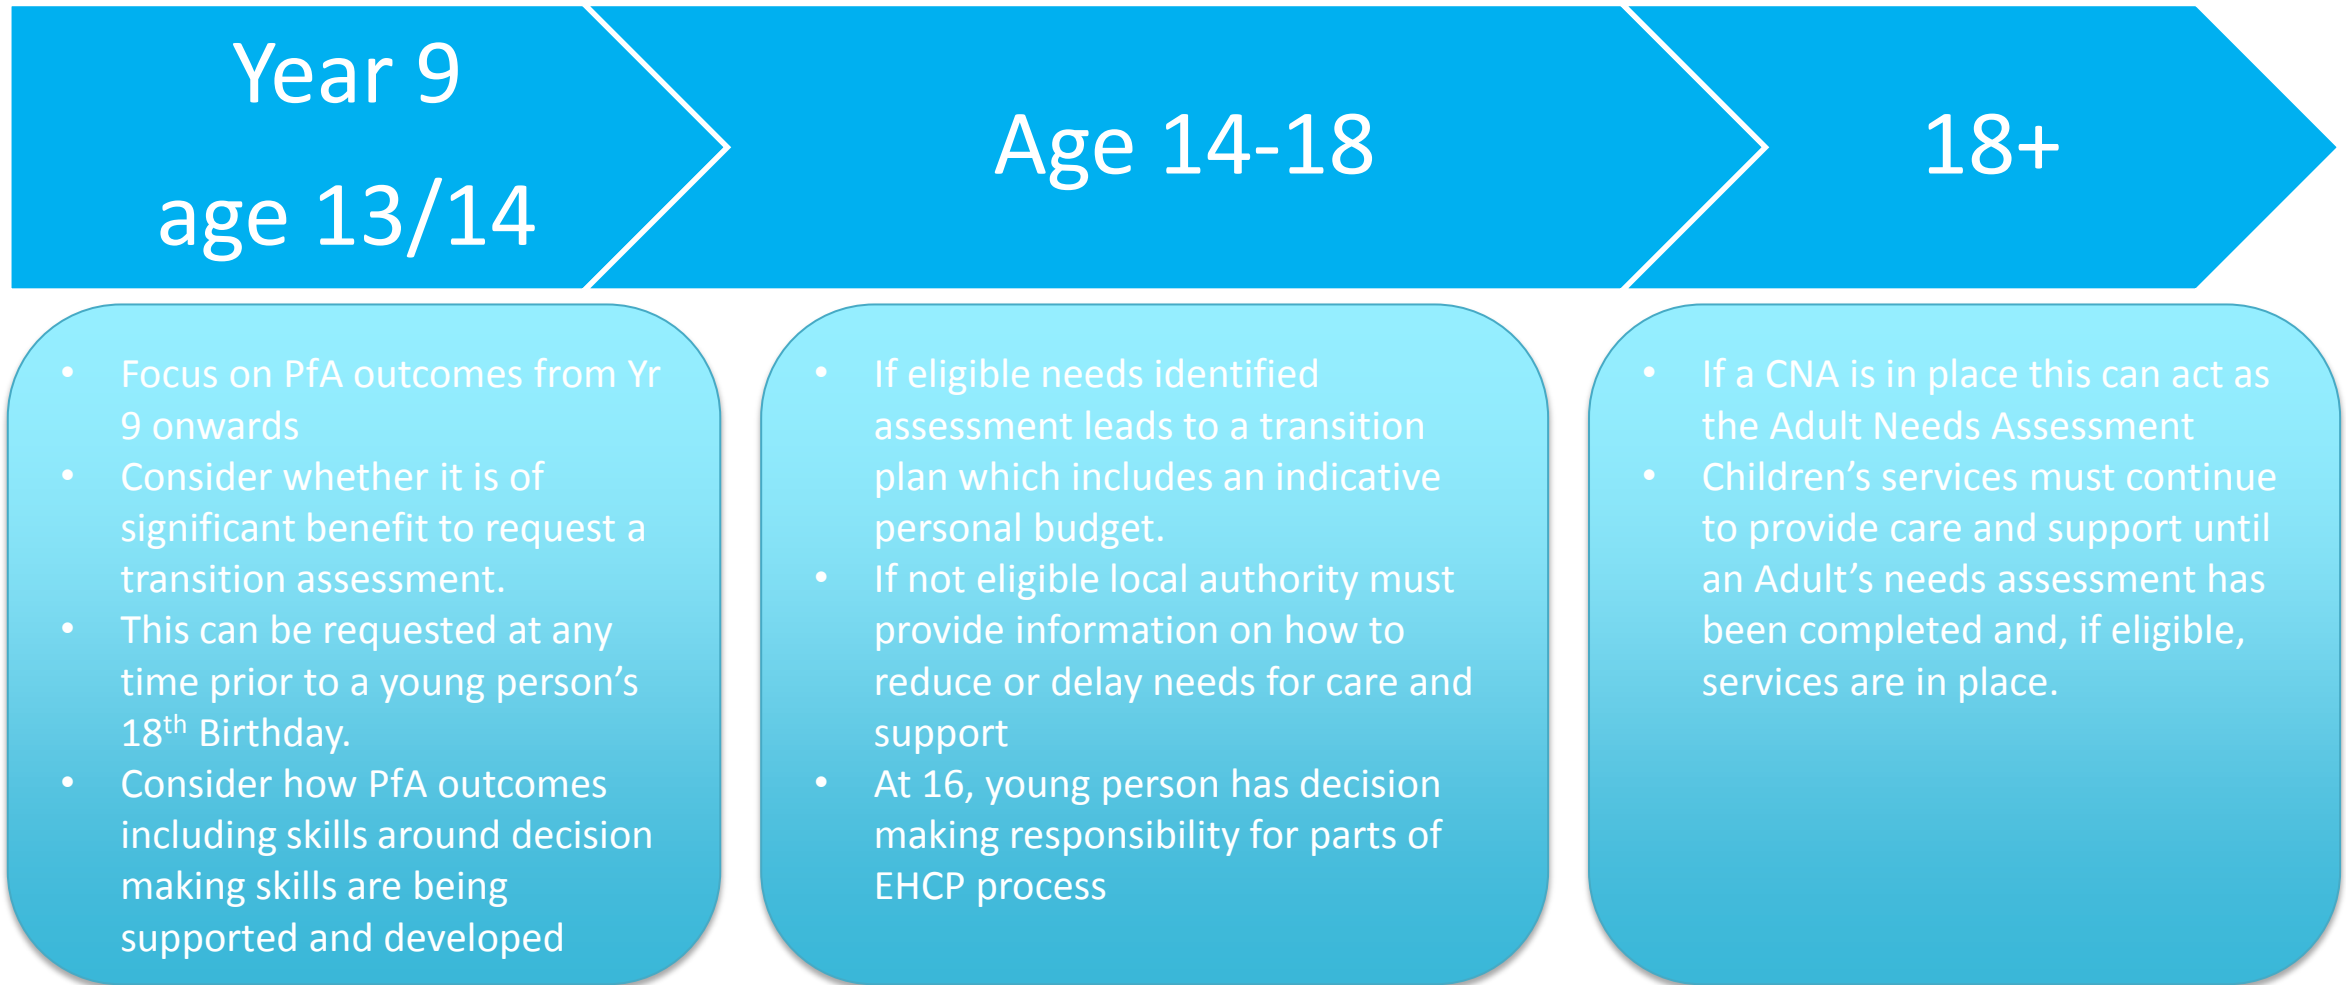 Year 9
age 13/14
Age 14-18
18+
• Focus on PfA outcomes from Yr
9 onwards
• Consider whether it is of
significant benefit to request a
transition assessment.
• This can be requested at any
time prior to a young person’s
18th Birthday.
• Consider how PfA outcomes
including skills around decision
making skills are being
supported and developed
• If eligible needs identified
assessment leads to a transition
plan which includes an indicative
personal budget.
• If not eligible local authority must
provide information on how to
reduce or delay needs for care and
support
• At 16, young person has decision
making responsibility for parts of
EHCP process
• If a CNA is in place this can act as
the Adult Needs Assessment
• Children’s services must continue
to provide care and support until
an Adult’s needs assessment has
been completed and, if eligible,
services are in place.